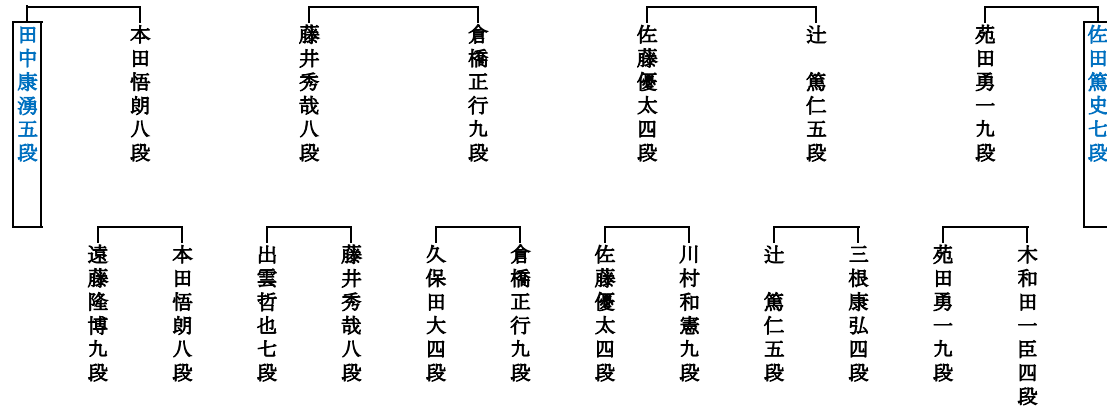 田中康湧五段
本田悟朗八段
藤井秀哉八段
倉橋正行九段
佐藤優太四段
辻　篤仁五段
苑田勇一九段
佐田篤史七段
遠藤隆博九段
本田悟朗八段
出雲哲也七段
藤井秀哉八段
久保田大四段
倉橋正行九段
佐藤優太四段
川村和憲九段
辻　篤仁五段
三根康弘四段
苑田勇一九段
木和田一臣四段